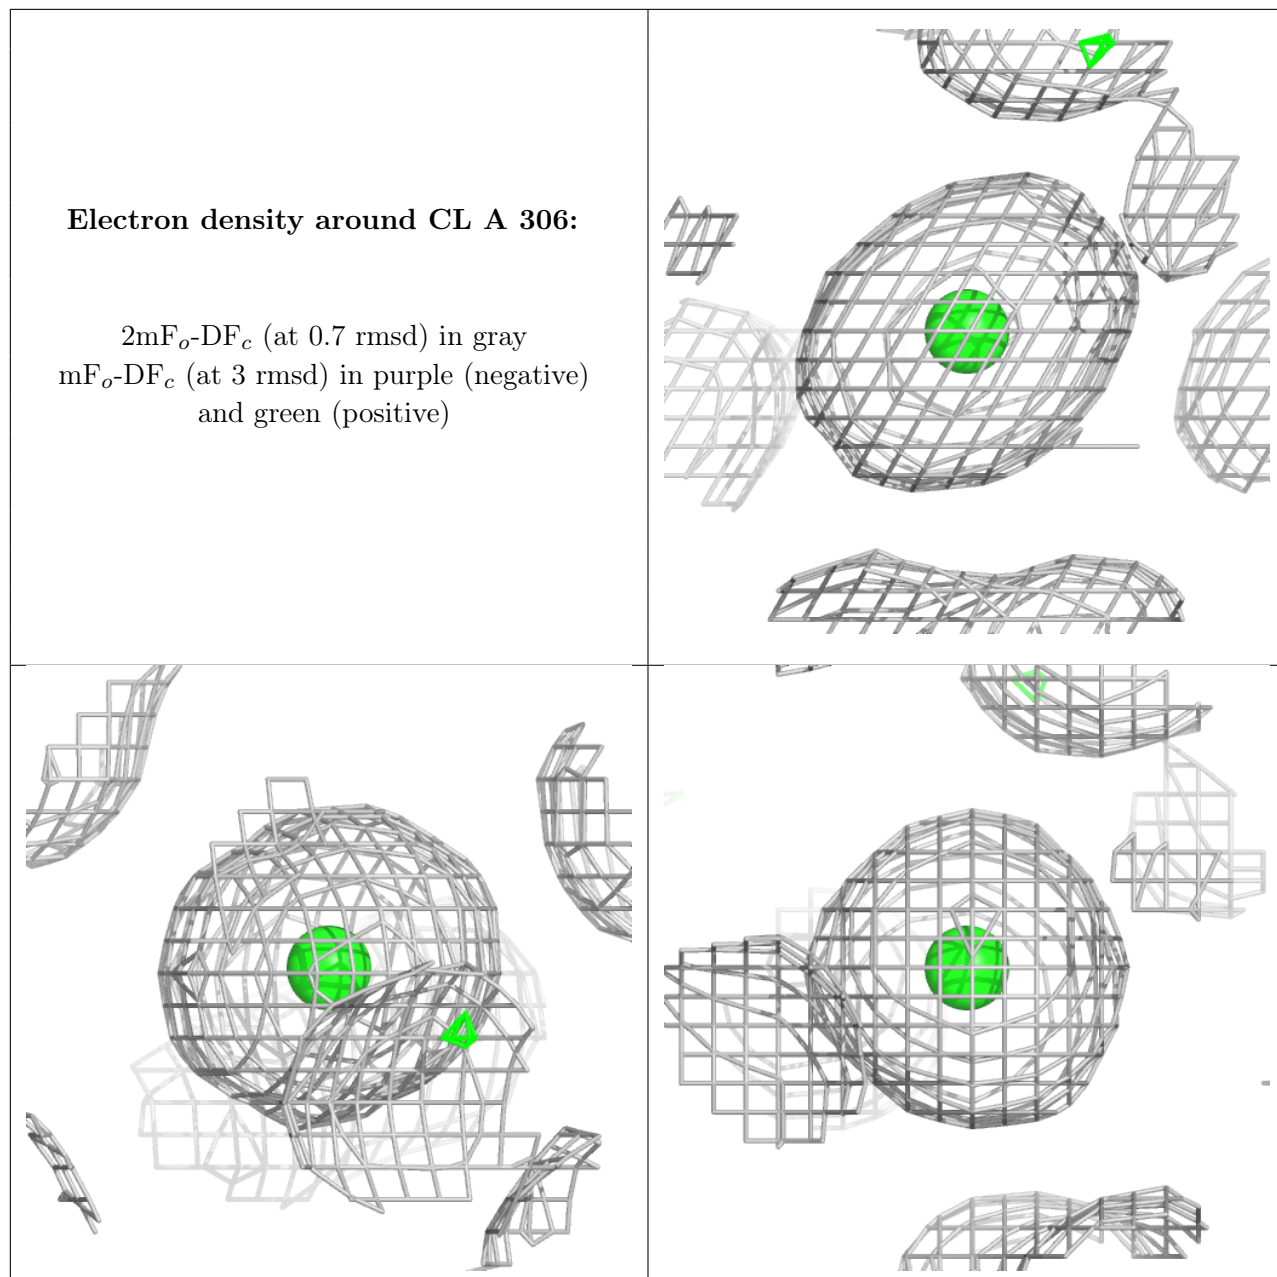 Electron density around CL A 306:
2mFo-DFc (at 0.7 rmsd) in gray
mFo-DFc (at 3 rmsd) in purple (negative)
and green (positive)